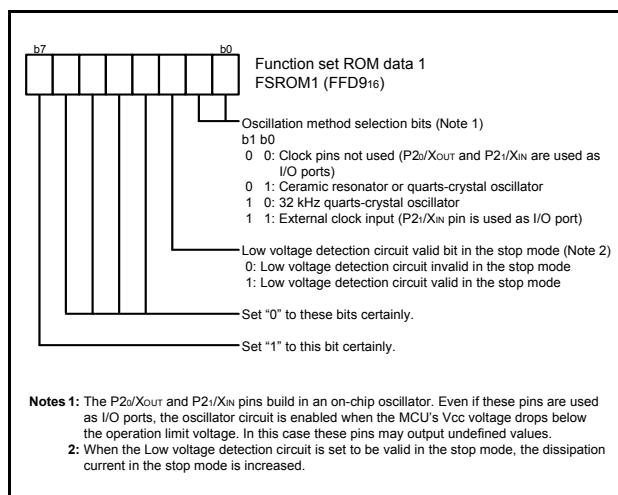 b7 b0
Function set ROM data 1
FSROM1 (FFD916)
Oscillation method selection bits (Note 1)
b1 b0
0 0: Clock pins not used (P20/XOUT and P21/XIN are used as
I/O ports)
0 1: Ceramic resonator or quarts-crystal oscillator
1 0: 32 kHz quarts-crystal oscillator
1 1: External clock input (P21/XIN pin is used as I/O port)
Low voltage detection circuit valid bit in the stop mode (Note 2)
0: Low voltage detection circuit invalid in the stop mode
1: Low voltage detection circuit valid in the stop mode
Set “0” to these bits certainly.
Set “1” to this bit certainly.
Notes 1: The P20/XOUT and P21/XIN pins build in an on-chip oscillator. Even if these pins are used
as I/O ports, the oscillator circuit is enabled when the MCU's Vcc voltage drops below
the operation limit voltage. In this case these pins may output undefined values.
2: When the Low voltage detection circuit is set to be valid in the stop mode, the dissipation
current in the stop mode is increased.